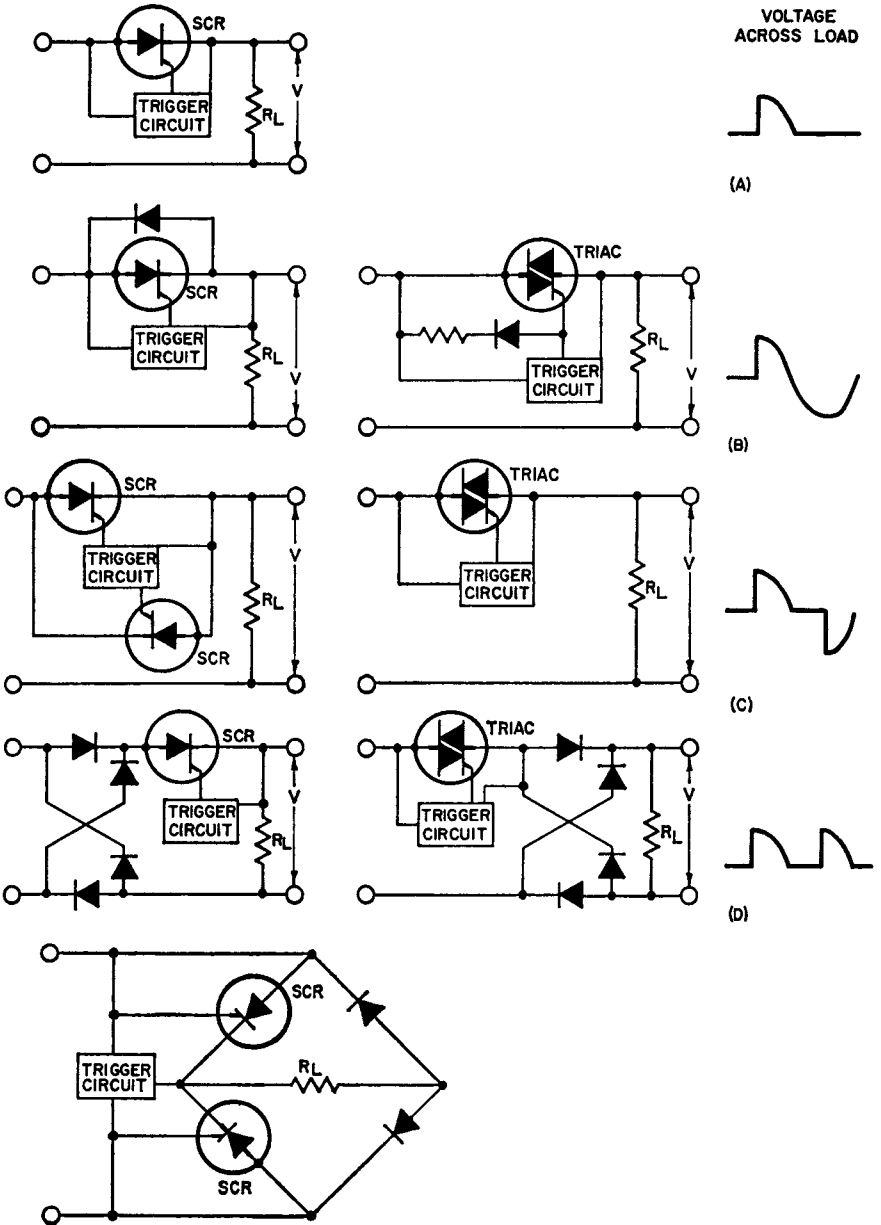 SCR
VOLTAGE
ACROSS LOAD
TRIGGER
CIRCUIT
RL
V
(A)
SCR
TRIGGER
CIRCUIT
RL
V
TRIAC
TRIGGER
CIRCUIT
RL
V
(B)
SCR
TRIGGER
CIRCUIT
SCR
RL
V
TRIAC
TRIGGER
CIRCUIT
RL
V
(C)
SCR
TRIGGER
CIRCUIT
RL
V
TRIAC
TRIGGER
CIRCUIT
RL
V
(D)
SCR
TRIGGER
CIRCUIT
RL
SCR